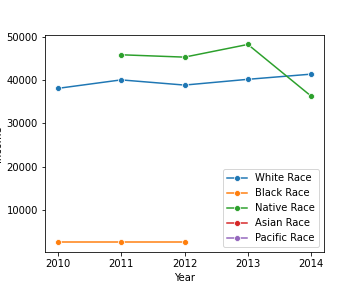 50000
40000
30000
20000
10000
2010 2011 2012 2013 2014
Year
White Race
Black Race
Native Race
Asian Race
Pacific Race